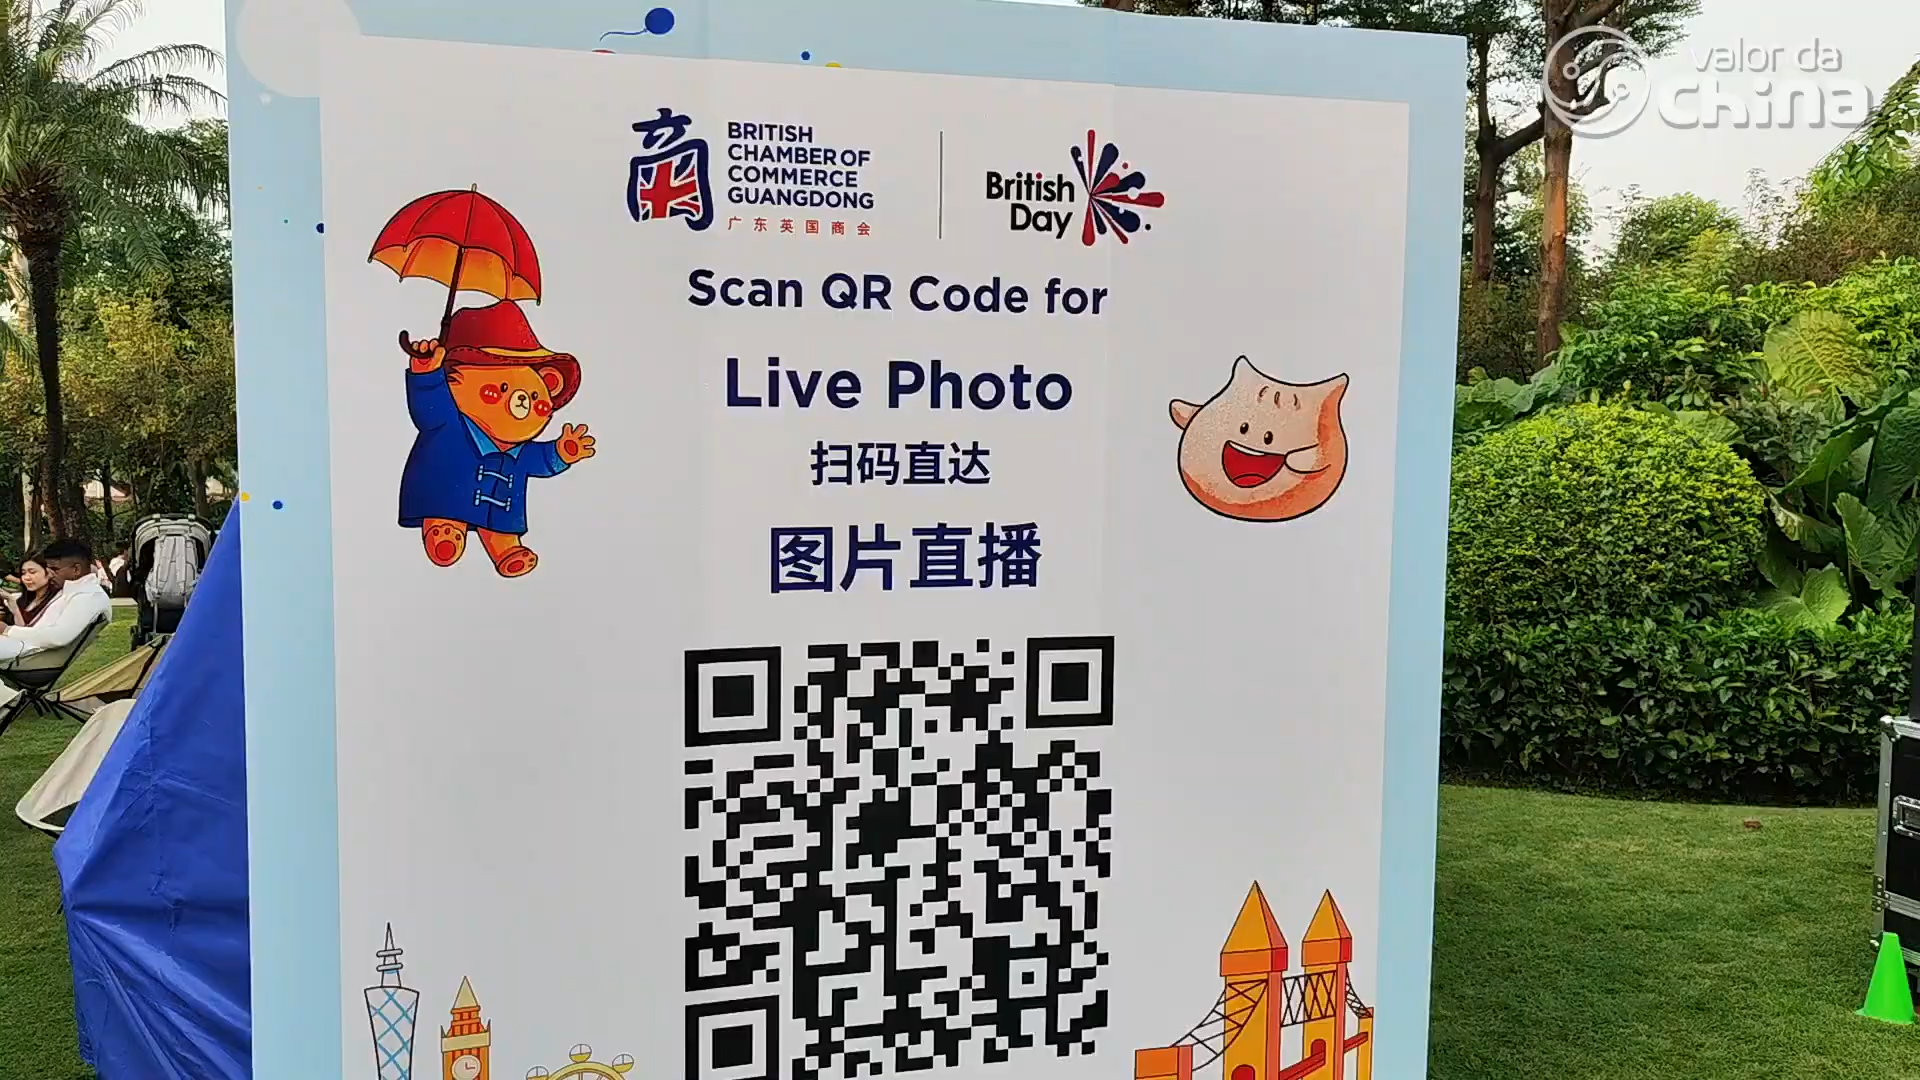 valor da
china
BRITISH
CHAMBER OF
COMMERCE
GUANGDONG
广东英国商会
British
Day
Scan QR Code for
Live Photo
扫码直达
图片直播